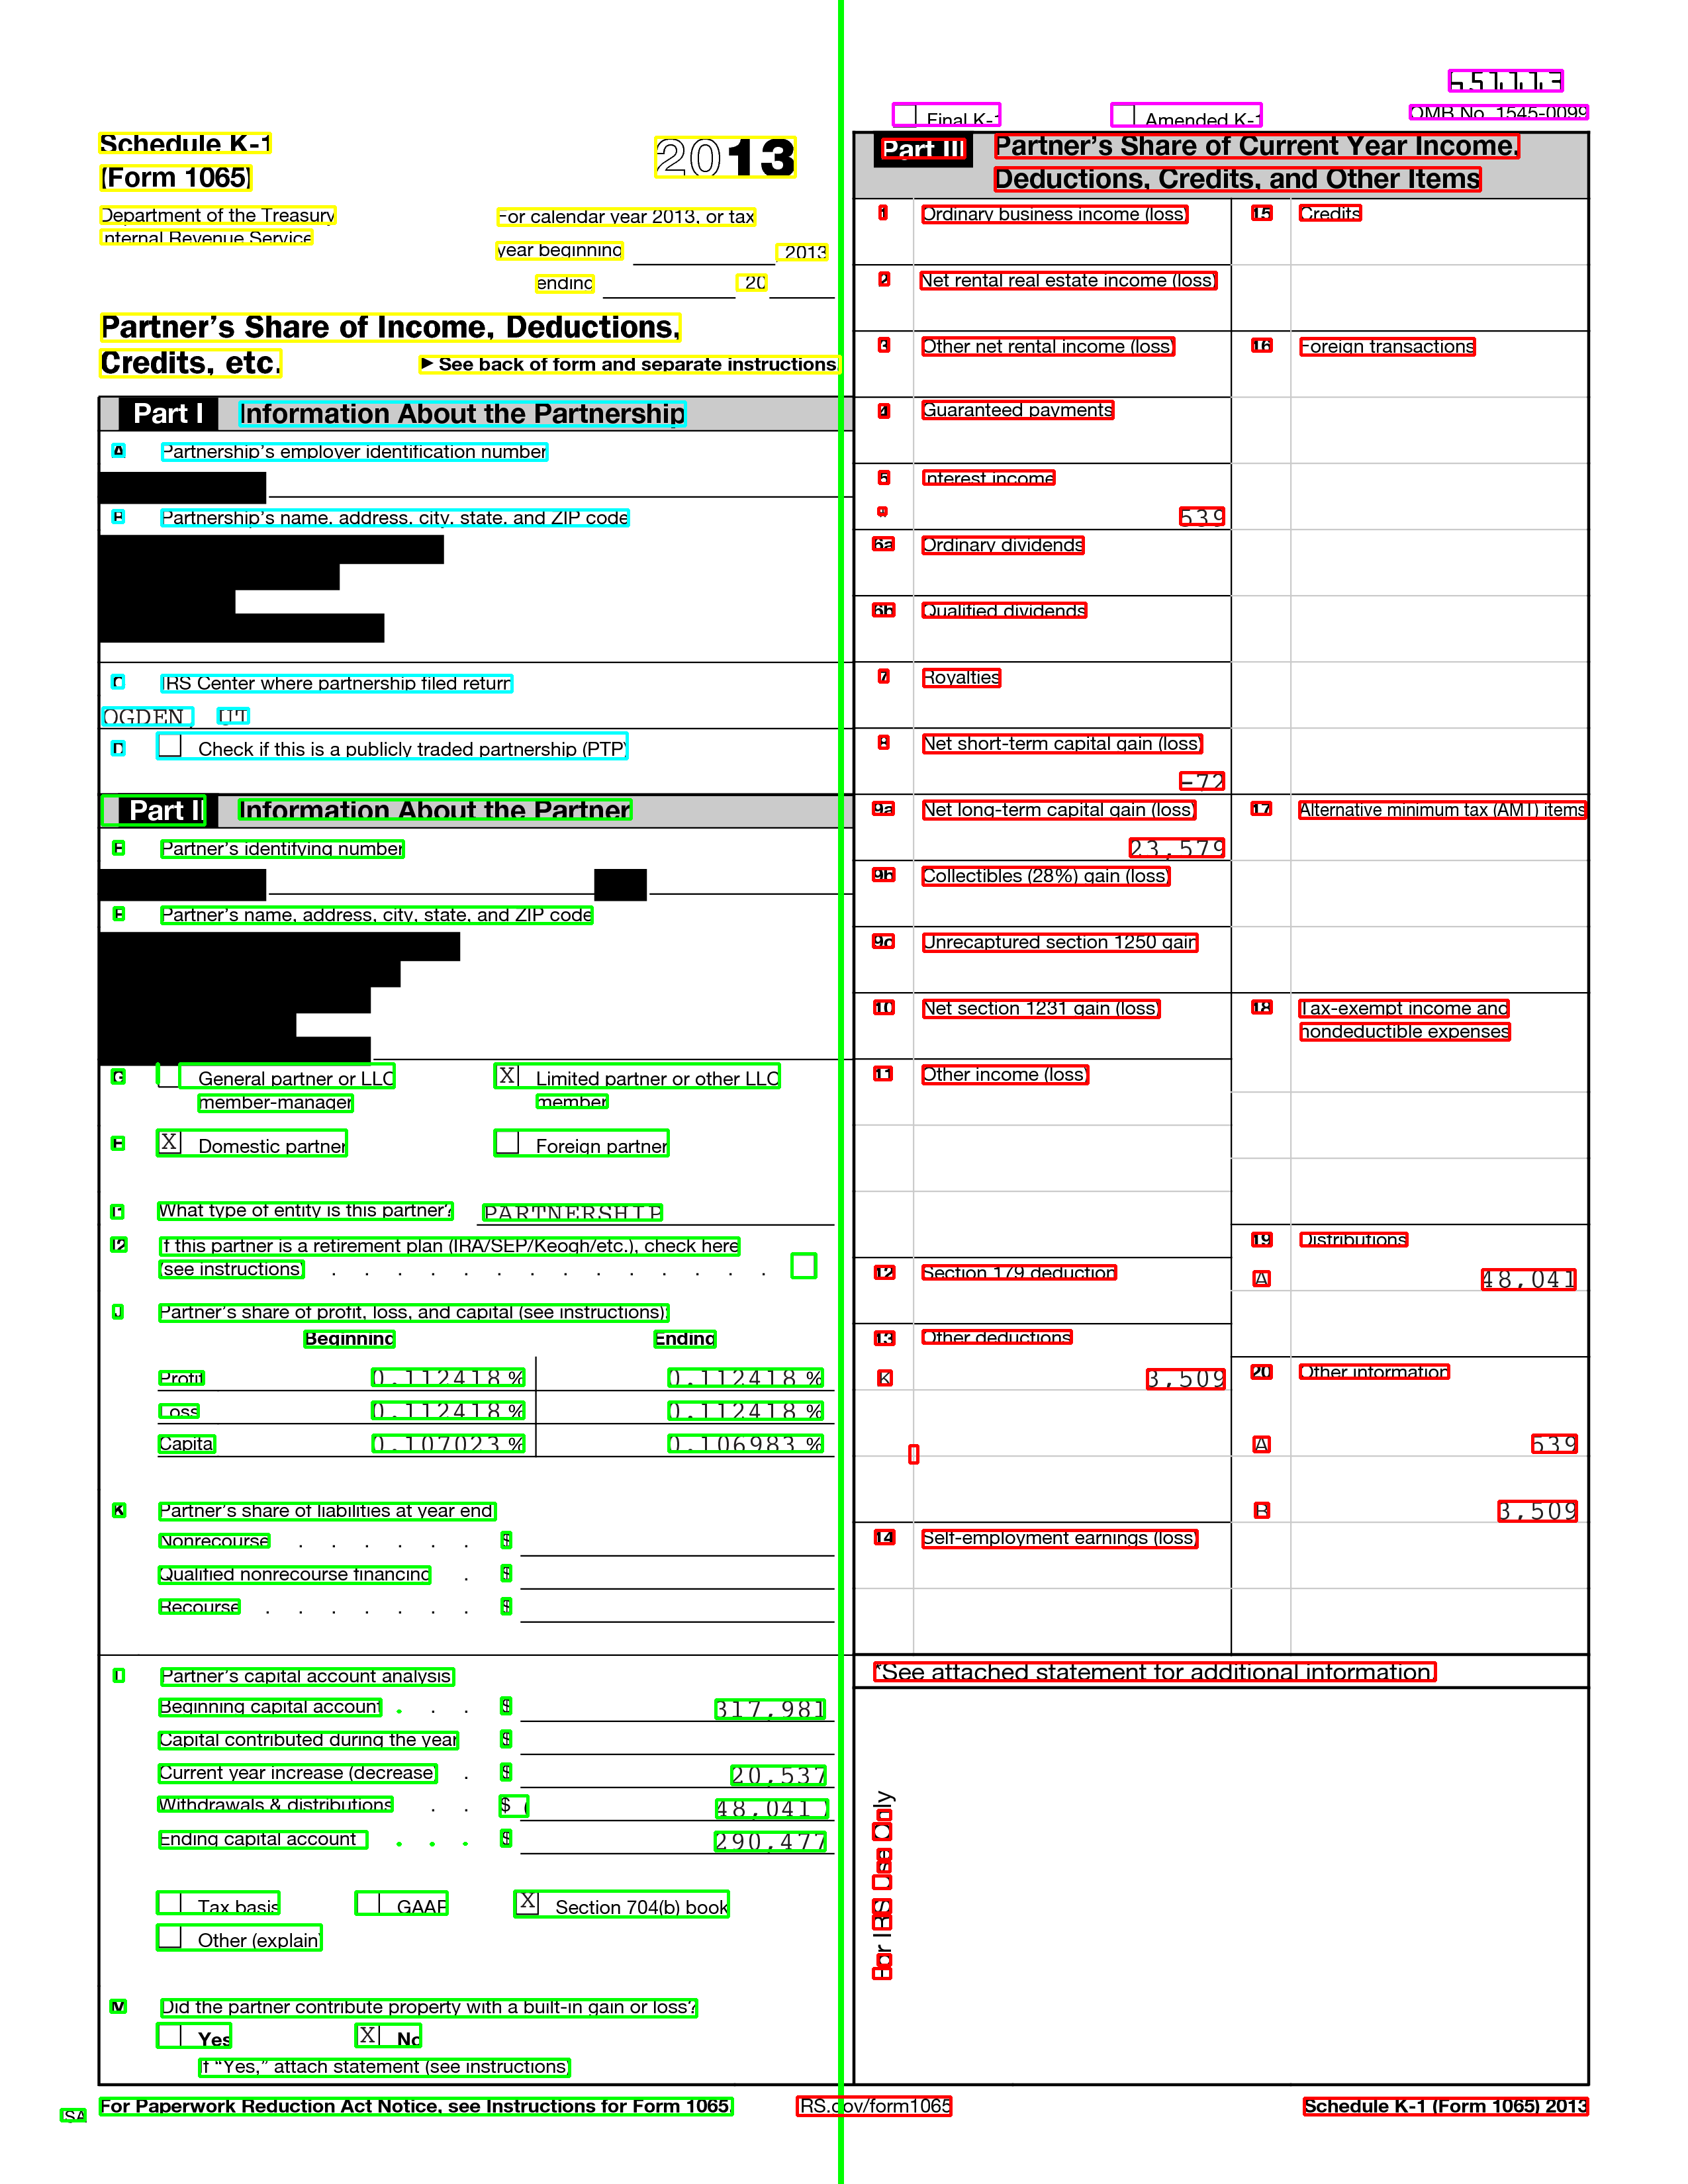 651113
Final K-1
Amended K-1
OMB No. 1545-0099
Schedule K-1
(Form 1065)
2013
Department of the Treasury
Internal Revenue Service
For calendar year 2013, or tax
year beginning 2013
ending 20
Partner's Share of Income, Deductions,
Credits, etc.
► See back of form and separate instructions.
Part I Information About the Partnership
A Partnership's employer identification number
B Partnership's name, address, city, state, and ZIP code
C IRS Center where partnership filed return
OGDEN, UT
D Check if this is a publicly traded partnership (PTP)
Part II Information About the Partner
E Partner's identifying number
F Partner's name, address, city, state, and ZIP code
G General partner or LLC
member-manager
X Limited partner or other LLC
member
H X Domestic partner
Foreign partner
I1 What type of entity is this partner? PARTNERSHIP
I2 If this partner is a retirement plan (IRA/SEP/Keogh/etc.), check here
(see instructions) . . . . . . . . . . . . . .
J Partner's share of profit, loss, and capital (see instructions):
Beginning Ending
Profit 0.112418 % 0.112418 %
Loss 0.112418 % 0.112418 %
Capital 0.107023 % 0.106983 %
K Partner's share of liabilities at year end:
Nonrecourse . . . . . . $
Qualified nonrecourse financing . $
Recourse . . . . . . . $
L Partner's capital account analysis:
Beginning capital account . . . $ 317,981
Capital contributed during the year $
Current year increase (decrease) . $ 20,537
Withdrawals & distributions . . $ ( 48,041 )
Ending capital account . . . $ 290,477
Tax basis GAAP X Section 704(b) book
Other (explain)
M Did the partner contribute property with a built-in gain or loss?
Yes X No
If "Yes," attach statement (see instructions)
Part III Partner's Share of Current Year Income,
Deductions, Credits, and Other Items
1 Ordinary business income (loss)
2 Net rental real estate income (loss)
3 Other net rental income (loss)
4 Guaranteed payments
5 Interest income
* 539
6a Ordinary dividends
6b Qualified dividends
7 Royalties
8 Net short-term capital gain (loss)
-72
9a Net long-term capital gain (loss)
23,579
9b Collectibles (28%) gain (loss)
9c Unrecaptured section 1250 gain
10 Net section 1231 gain (loss)
11 Other income (loss)
12 Section 179 deduction
13 Other deductions
K 3,509
14 Self-employment earnings (loss)
15 Credits
16 Foreign transactions
17 Alternative minimum tax (AMT) items
18 Tax-exempt income and
nondeductible expenses
19 Distributions
A 48,041
20 Other information
A 539
B 3,509
*See attached statement for additional information.
For IRS Use Only
For Paperwork Reduction Act Notice, see Instructions for Form 1065.
IRS.gov/form1065
Schedule K-1 (Form 1065) 2013